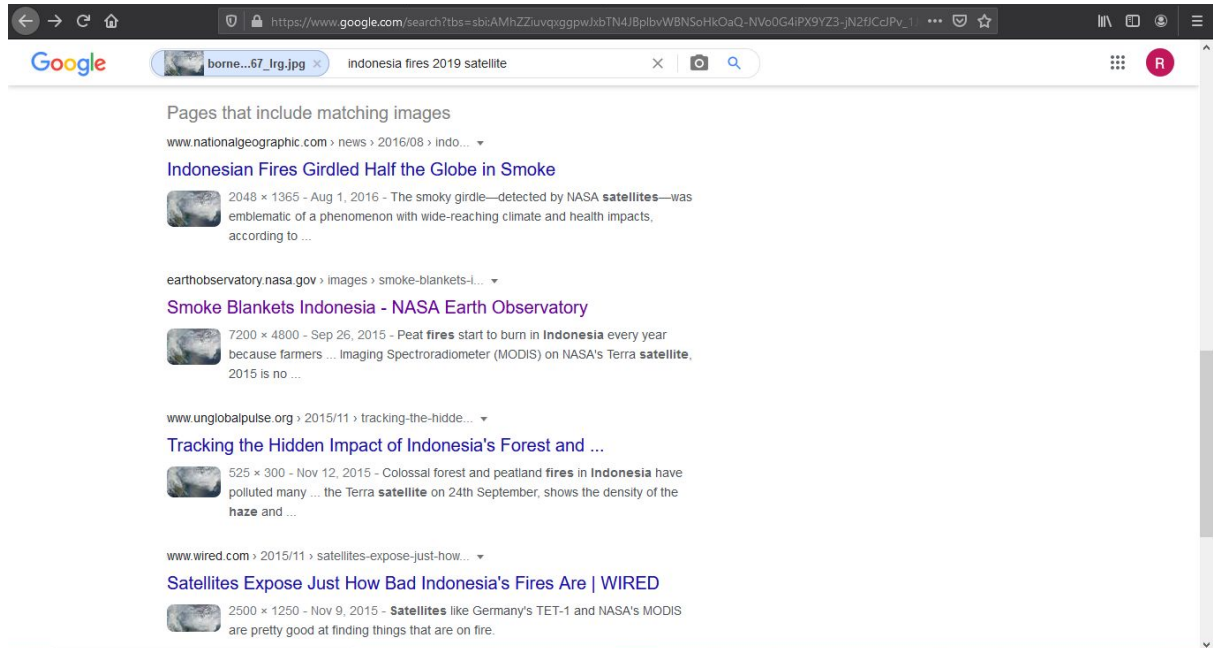 https://www.google.com/search?tbs=sbi:AMhZZiuvqxggpwJxbTN4JBplbvWBNSoHkOaQ-NVo0G4iPX9YZ3-jN2fJCcJPv_1
Google borne...67_lrg.jpg × indonesia fires 2019 satellite R
Pages that include matching images
www.nationalgeographic.com › news › 2016/08 › indo...
Indonesian Fires Girdled Half the Globe in Smoke
2048 × 1365 - Aug 1, 2016 - The smoky girdle—detected by NASA satellites—was
emblematic of a phenomenon with wide-reaching climate and health impacts,
according to ...
earthobservatory.nasa.gov › images › smoke-blankets-i...
Smoke Blankets Indonesia - NASA Earth Observatory
7200 × 4800 - Sep 26, 2015 - Peat fires start to burn in Indonesia every year
because farmers ... Imaging Spectroradiometer (MODIS) on NASA's Terra satellite,
2015 is no ...
www.unglobalpulse.org › 2015/11 › tracking-the-hidde...
Tracking the Hidden Impact of Indonesia's Forest and ...
525 × 300 - Nov 12, 2015 - Colossal forest and peatland fires in Indonesia have
polluted many ... the Terra satellite on 24th September, shows the density of the
haze and ...
www.wired.com › 2015/11 › satellites-expose-just-how...
Satellites Expose Just How Bad Indonesia's Fires Are | WIRED
2500 × 1250 - Nov 9, 2015 - Satellites like Germany's TET-1 and NASA's MODIS
are pretty good at finding things that are on fire.